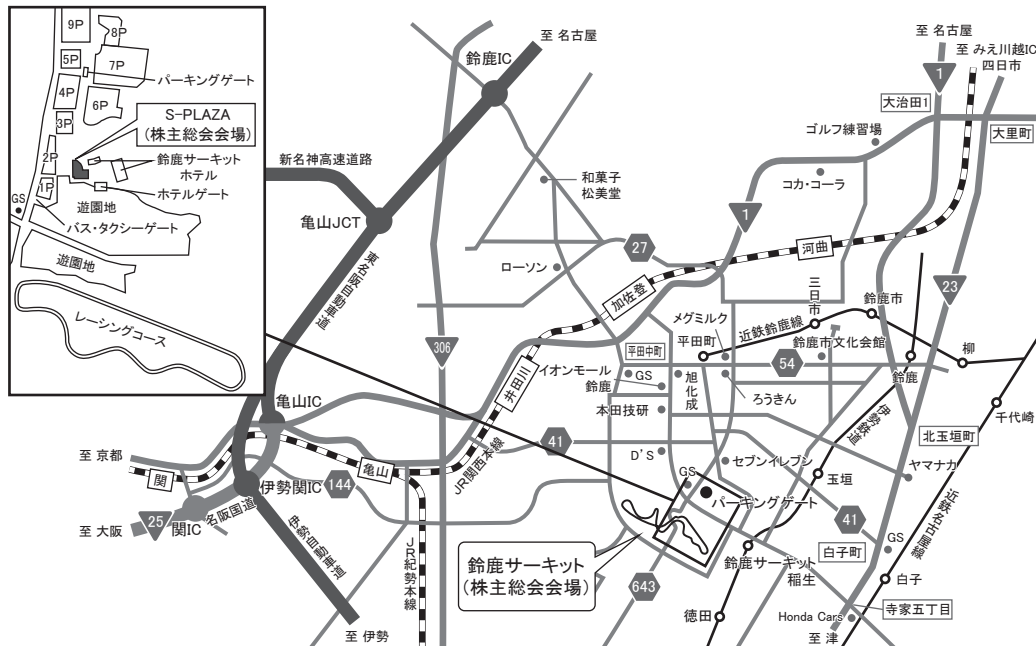 9P
8P
5P
7P
4P
パーキングゲート
6P
S-PLAZA
(株主総会会場)
3P
2P
鈴鹿サーキット
ホテル
1P
ホテルゲート
GS
遊園地
バス・タクシーゲート
遊園地
レーシングコース
至 名古屋
鈴鹿IC
至 名古屋
至 みえ川越IC
四日市
1
大治田1
大里町
ゴルフ練習場
新名神高速道路
和菓子
松美堂
コカ・コーラ
亀山JCT
1
27
河曲
ローソン
東名阪自動車道
加佐登
23
三日市
鈴鹿市
メグミルク
近鉄鈴鹿線
平田町
鈴鹿市文化会館
306
平田中町
柳
54
イオンモール
鈴鹿
GS
旭化成
鈴鹿
井田川
ろうきん
亀山IC
本田技研
伊勢鉄道
千代崎
北玉垣町
至 京都
41
JR関西本線
D'S
セブンイレブン
ヤマナカ
関
亀山
玉垣
GS
伊勢関IC
144
パーキングゲート
名阪国道
25
関IC
至 大阪
41
近鉄名古屋線
伊勢自動車道
JR紀勢本線
白子町
GS
鈴鹿サーキット
(株主総会会場)
鈴鹿サーキット
稲生
643
白子
徳田
Honda Cars
寺家五丁目
至 伊勢
至 津